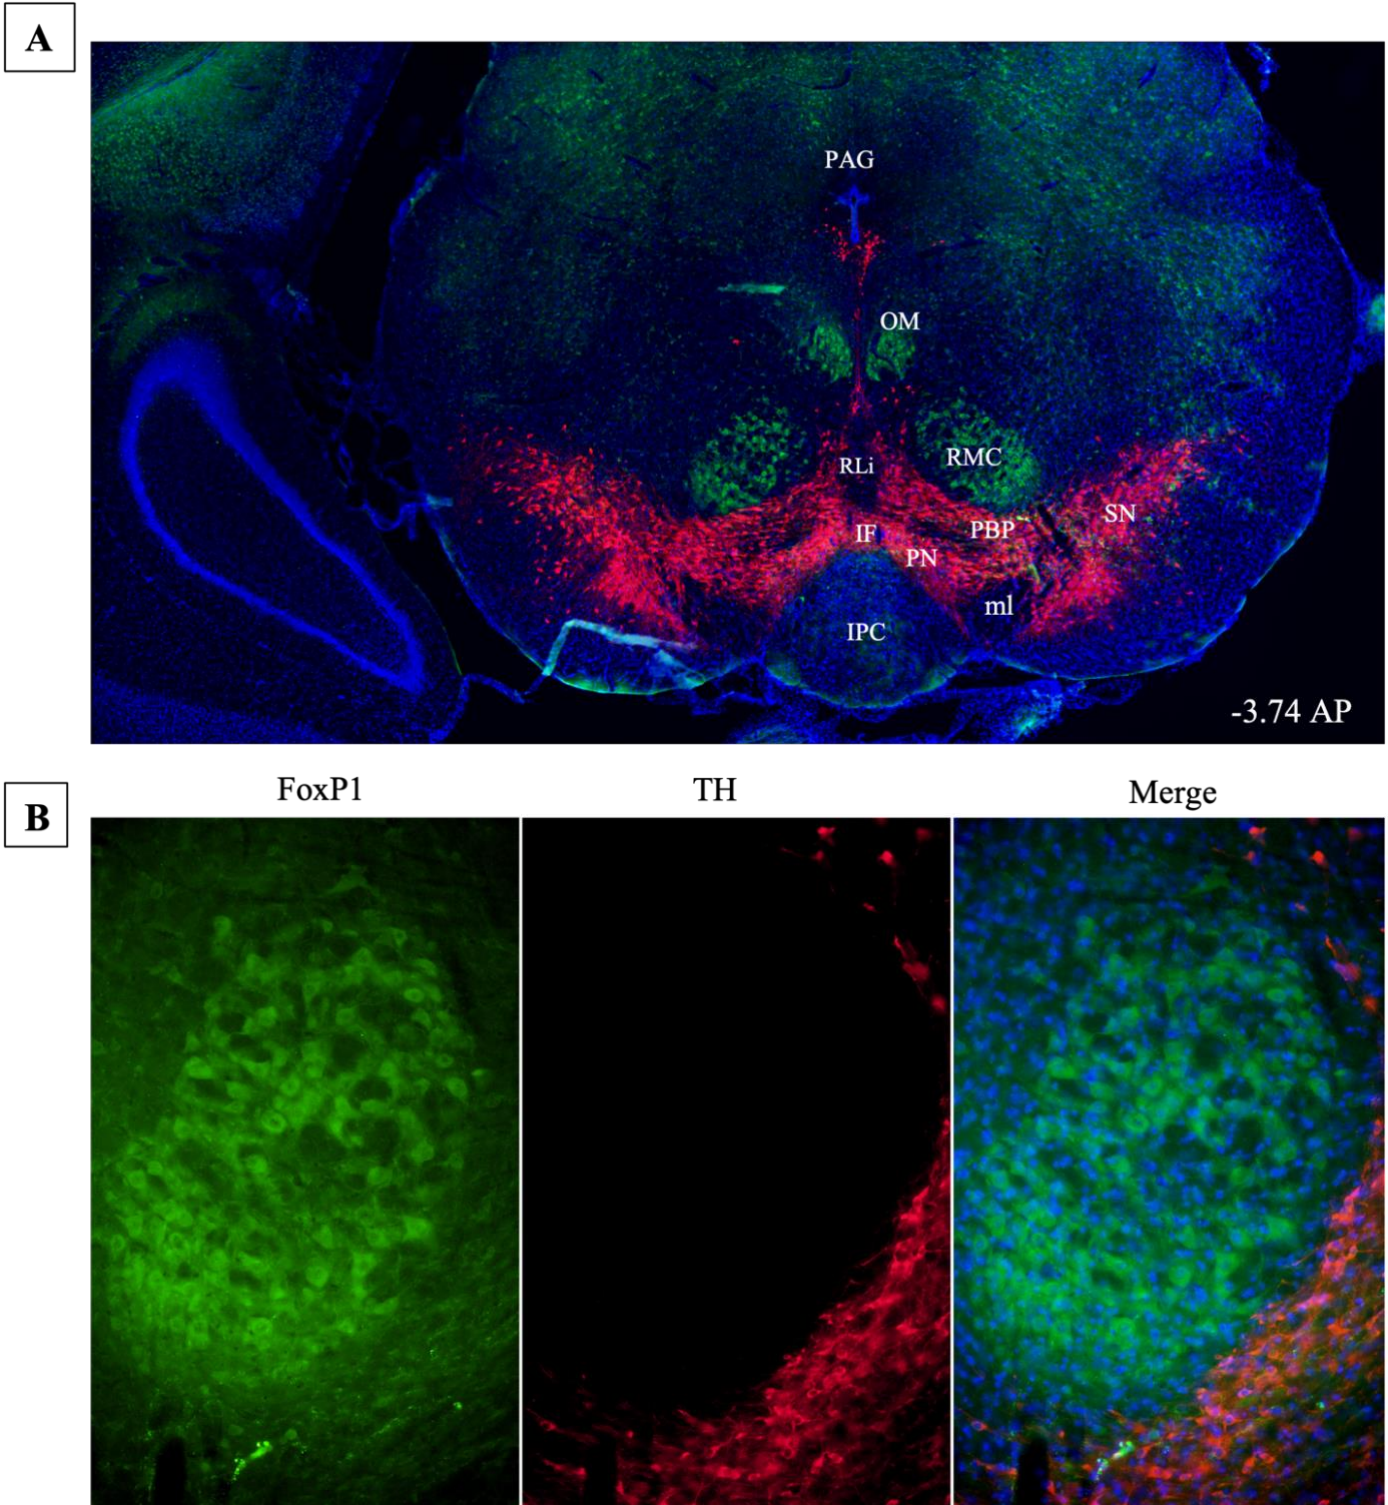 A
PAG
OM
RLi
RMC
SN
PBP
IF
PN
ml
IPC
-3.74 AP
FoxP1
TH
Merge
B